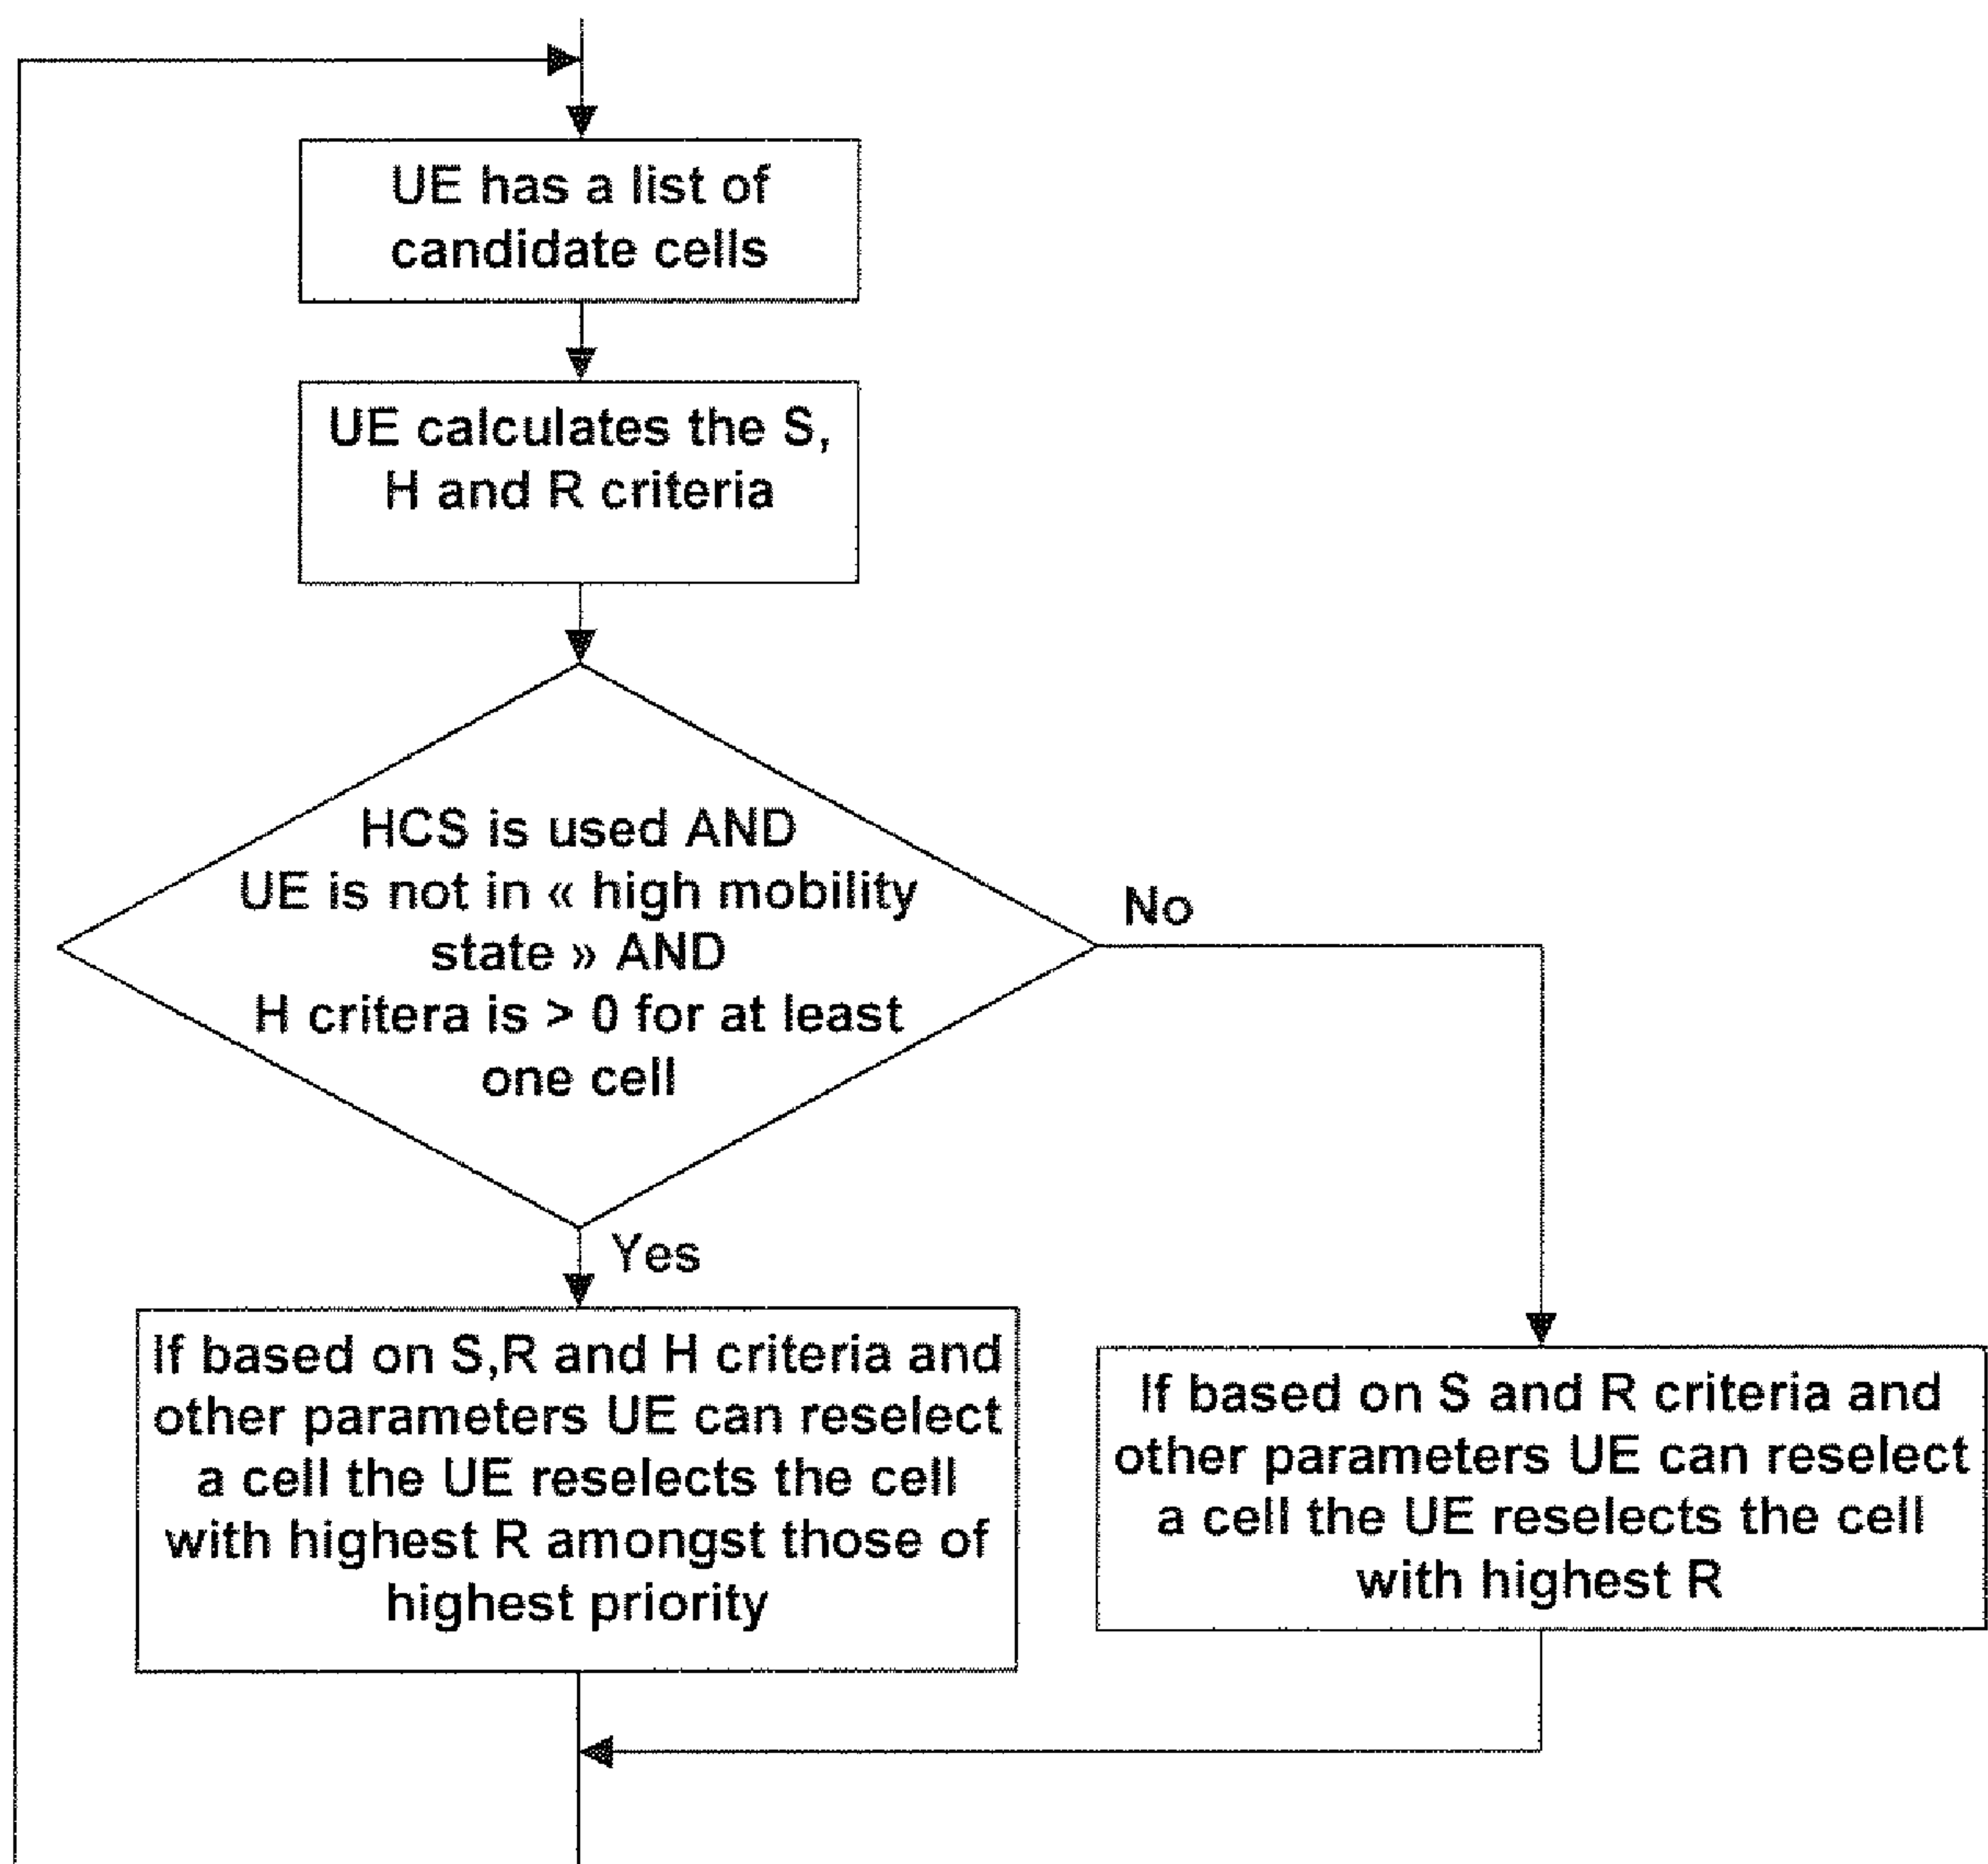 UE has a list of
candidate cells
UE calculates the S,
H and R criteria
HCS is used AND
UE is not in « high mobility
state » AND
H critera is > 0 for at least
one cell
No
Yes
If based on S,R and H criteria and
other parameters UE can reselect
a cell the UE reselects the cell
with highest R amongst those of
highest priority
If based on S and R criteria and
other parameters UE can reselect
a cell the UE reselects the cell
with highest R